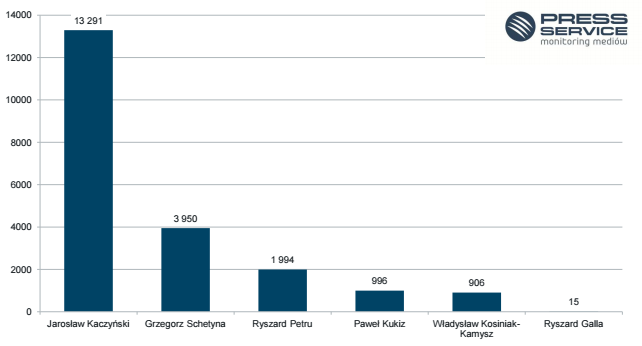 PRESS
SERVICE
monitoring mediów
14000
12000
10000
8000
6000
4000
2000
0
13 291
3 950
1 994
996
906
15
Jarosław Kaczyński
Grzegorz Schetyna
Ryszard Petru
Paweł Kukiz
Władysław Kosiniak-
Kamysz
Ryszard Galla